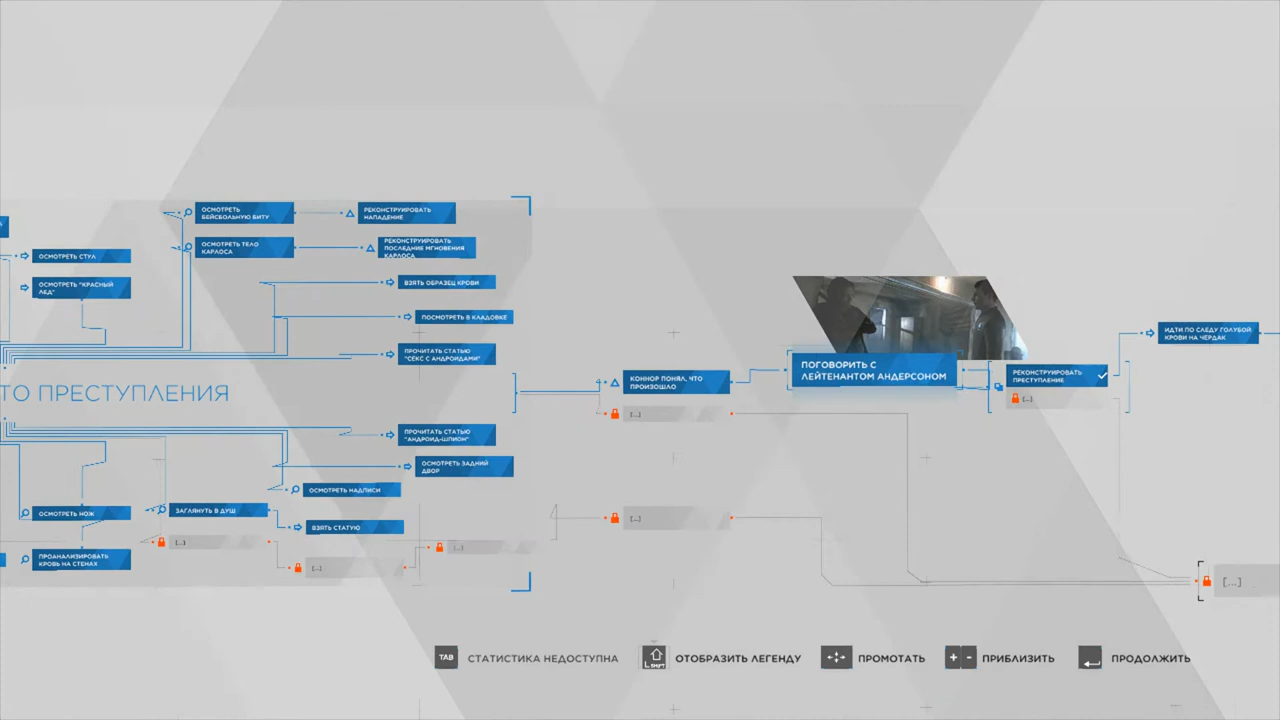 ОСМОТРЕТЬ
БЕЙСБОЛЬНУЮ БИТУ
РЕКОНСТРУИРОВАТЬ
НАПАДЕНИЕ
ОСМОТРЕТЬ ТЕЛО
КАРЛОСА
РЕКОНСТРУИРОВАТЬ
ПОСЛЕДНИЕ МГНОВЕНИЯ
КАРЛОСА
ОСМОТРЕТЬ СТУЛ
ОСМОТРЕТЬ "КРАСНЫЙ
ЛЕД"
ВЗЯТЬ ОБРАЗЕЦ КРОВИ
ПОСМОТРЕТЬ В КЛАДОВКЕ
ПРОЧИТАТЬ СТАТЬЮ
"СЕКС С АНДРОИДАМИ"
ТО ПРЕСТУПЛЕНИЯ
КОННОР ПОНЯЛ, ЧТО
ПРОИЗОШЛО
[...]
ПОГОВОРИТЬ С
ЛЕЙТЕНАНТОМ АНДЕРСОНОМ
РЕКОНСТРУИРОВАТЬ
ПРЕСТУПЛЕНИЕ
[...]
ИДТИ ПО СЛЕДУ ГОЛУБОЙ
КРОВИ НА ЧЕРДАК
ПРОЧИТАТЬ СТАТЬЮ
"АНДРОИД-ШПИОН"
ОСМОТРЕТЬ ЗАДНИЙ
ДВОР
ОСМОТРЕТЬ НАДПИСИ
ОСМОТРЕТЬ НОЖ
ЗАГЛЯНУТЬ В ДУШ
ВЗЯТЬ СТАТУЮ
[...]
[...]
[...]
[...]
ПРОАНАЛИЗИРОВАТЬ
КРОВЬ НА СТЕНАХ
[...]
TAB СТАТИСТИКА НЕДОСТУПНА
L SHIFT ОТОБРАЗИТЬ ЛЕГЕНДУ
ПРОМОТАТЬ
+ - ПРИБЛИЗИТЬ
ПРОДОЛЖИТЬ